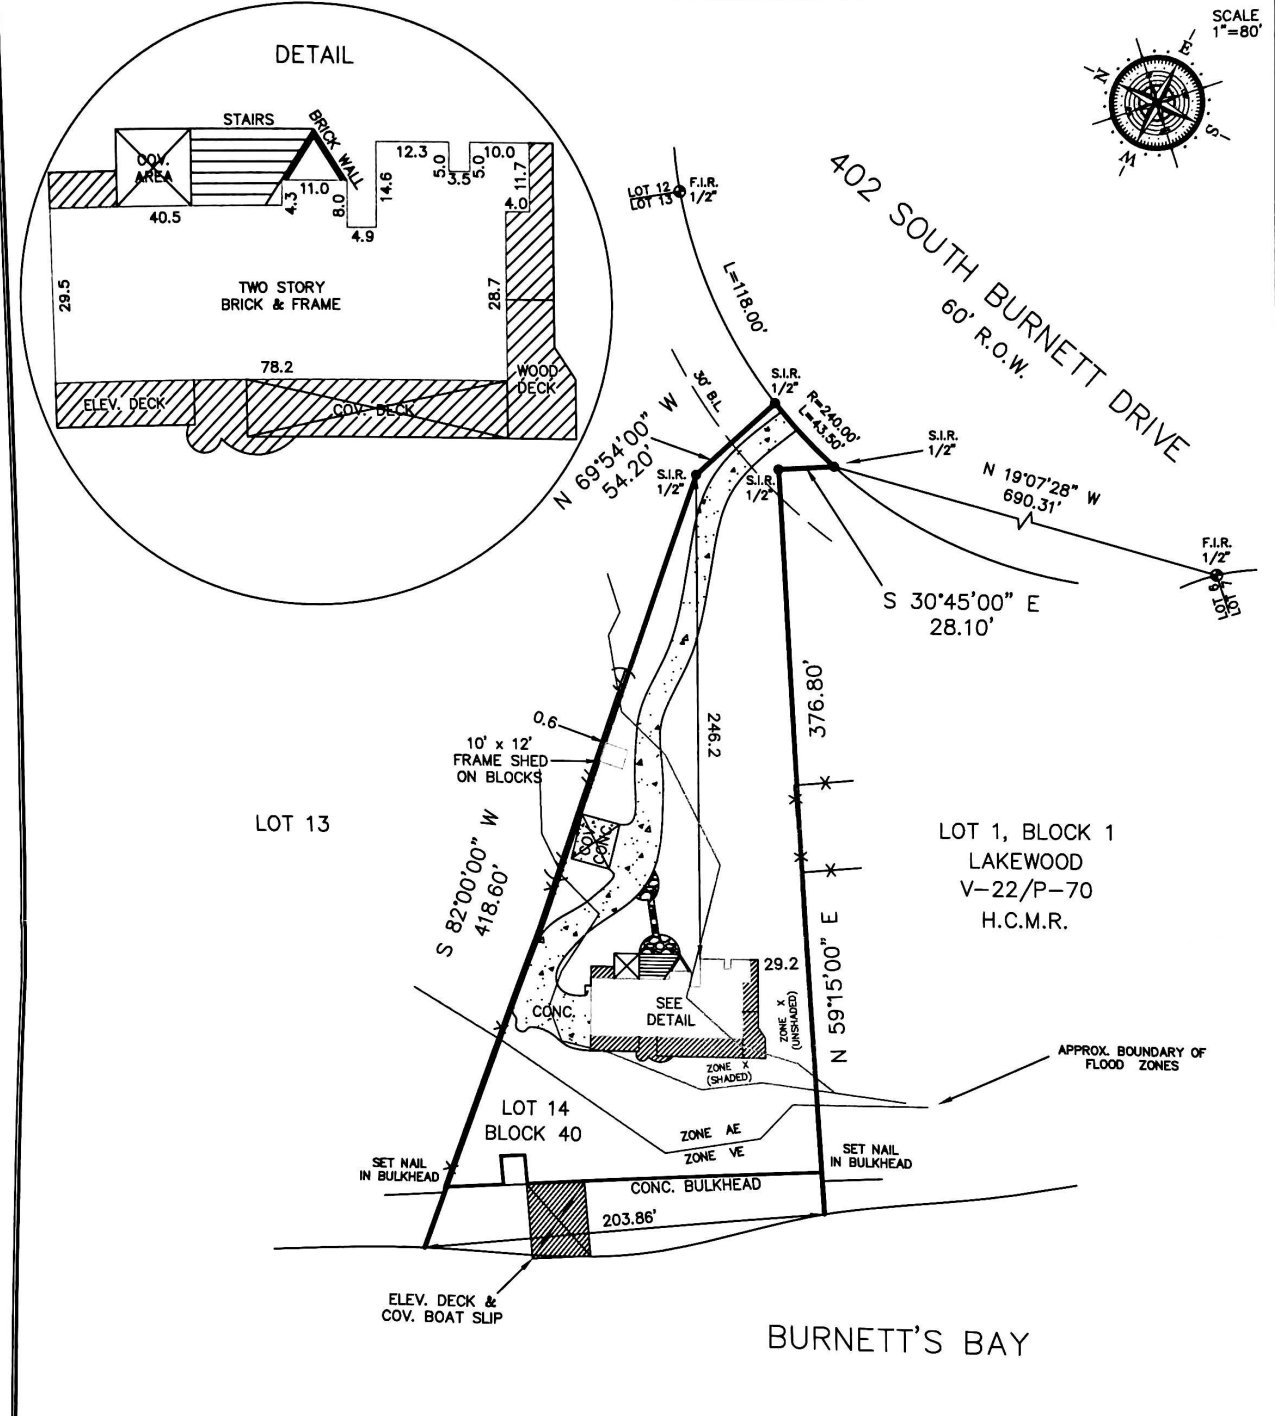 SCALE
1"=80'
N
E
S
W
DETAIL
STAIRS
BRICK WALL
COV.
AREA
40.5
4.3
11.0
8.0
4.9
14.6
12.3
5.0
3.5
5.0
10.0
11.7
4.0
29.5
TWO STORY
BRICK & FRAME
28.7
78.2
WOOD
DECK
ELEV. DECK
COV. DECK
402 SOUTH BURNETT DRIVE
60' R.O.W.
LOT 12
LOT 13
F.I.R.
1/2"
L=118.00'
30' B.L.
S.I.R.
1/2"
R=240.00'
L=43.50'
N 69°54'00" W
54.20'
S.I.R.
1/2"
S.I.R.
1/2"
S.I.R.
1/2"
N 19°07'28" W
690.31'
F.I.R.
1/2"
LOT 6
LOT 7
S 30°45'00" E
28.10'
376.80'
N 59°15'00" E
246.2
0.6
10' x 12'
FRAME SHED
ON BLOCKS
LOT 13
S 82°00'00" W
418.60'
COV.
CONC.
LOT 1, BLOCK 1
LAKEWOOD
V-22/P-70
H.C.M.R.
29.2
SEE
DETAIL
CONC.
ZONE X
(UNSHADED)
ZONE X
(SHADED)
APPROX. BOUNDARY OF
FLOOD ZONES
LOT 14
BLOCK 40
ZONE AE
ZONE VE
SET NAIL
IN BULKHEAD
SET NAIL
IN BULKHEAD
CONC. BULKHEAD
203.86'
ELEV. DECK &
COV. BOAT SLIP
BURNETT'S BAY